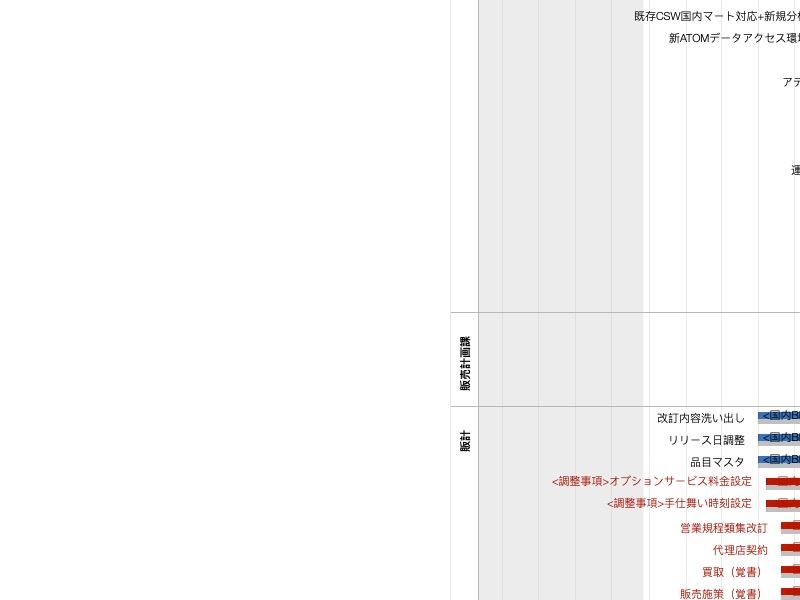 既存CSW国内マート対応+新規分
新ATOMデータアクセス環
アデ
運
販売計画課
販計
改訂内容洗い出し <国内B
リリース日調整 <国内B
品目マスタ <国内B
<調整事項>オプションサービス料金設定
<調整事項>手仕舞い時刻設定
営業規程類集改訂
代理店契約
買取（覚書）
販売施策（覚書）